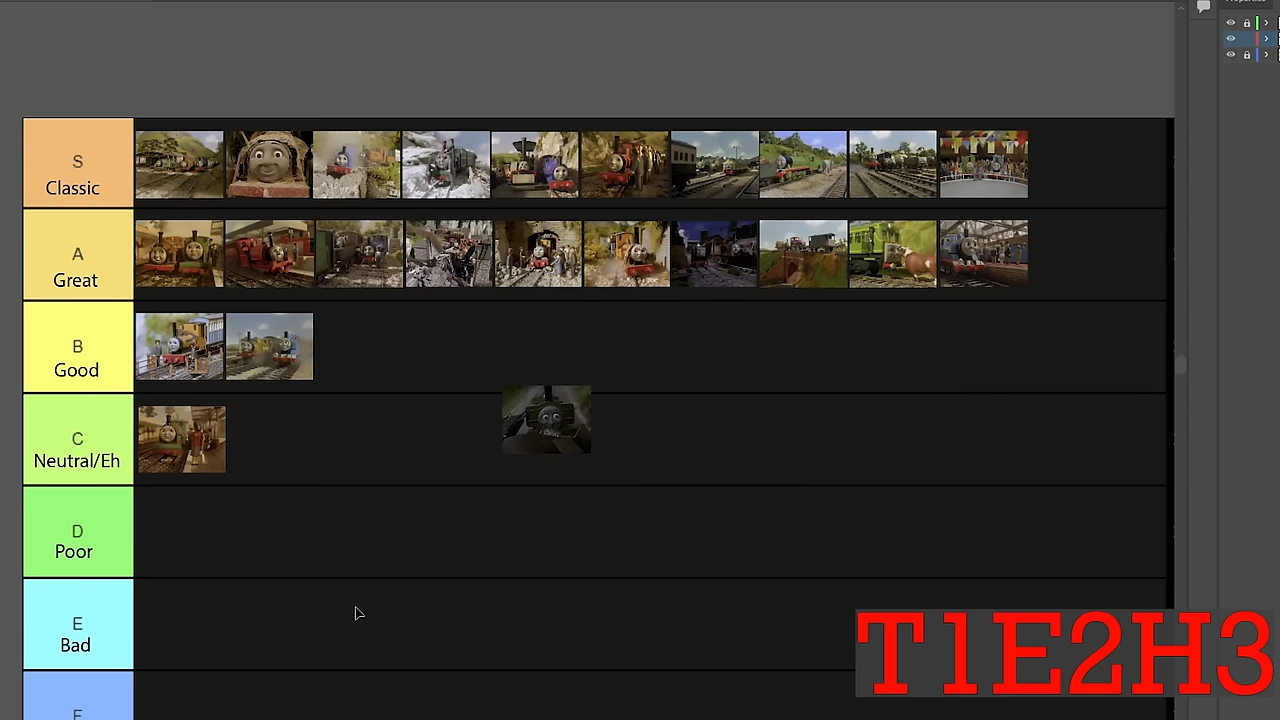 S
Classic
A
Great
B
Good
C
Neutral/Eh
D
Poor
E
Bad
F
T1E2H3